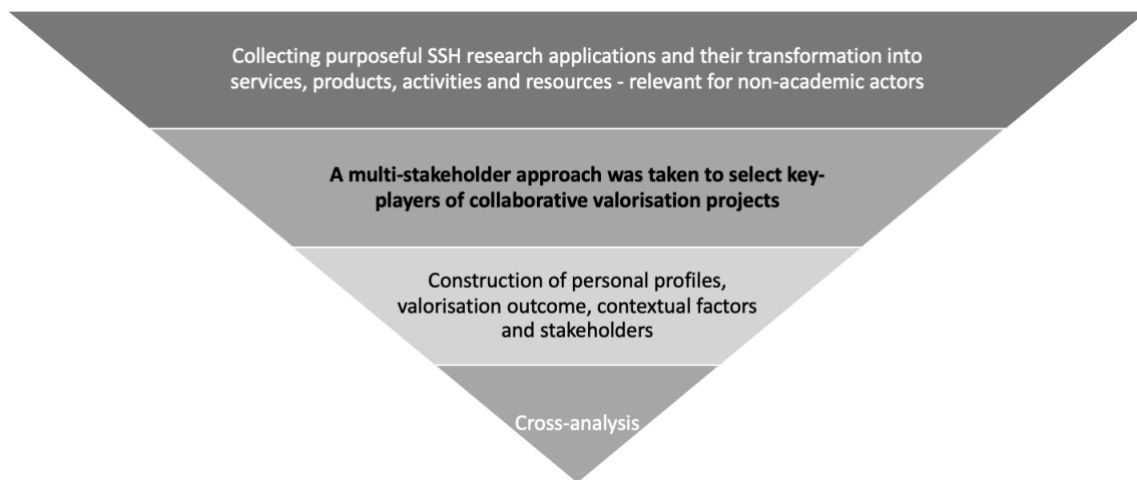 Collecting purposeful SSH research applications and their transformation into
services, products, activities and resources - relevant for non-academic actors
A multi-stakeholder approach was taken to select key-
players of collaborative valorisation projects
Construction of personal profiles,
valorisation outcome, contextual factors
and stakeholders
Cross-analysis